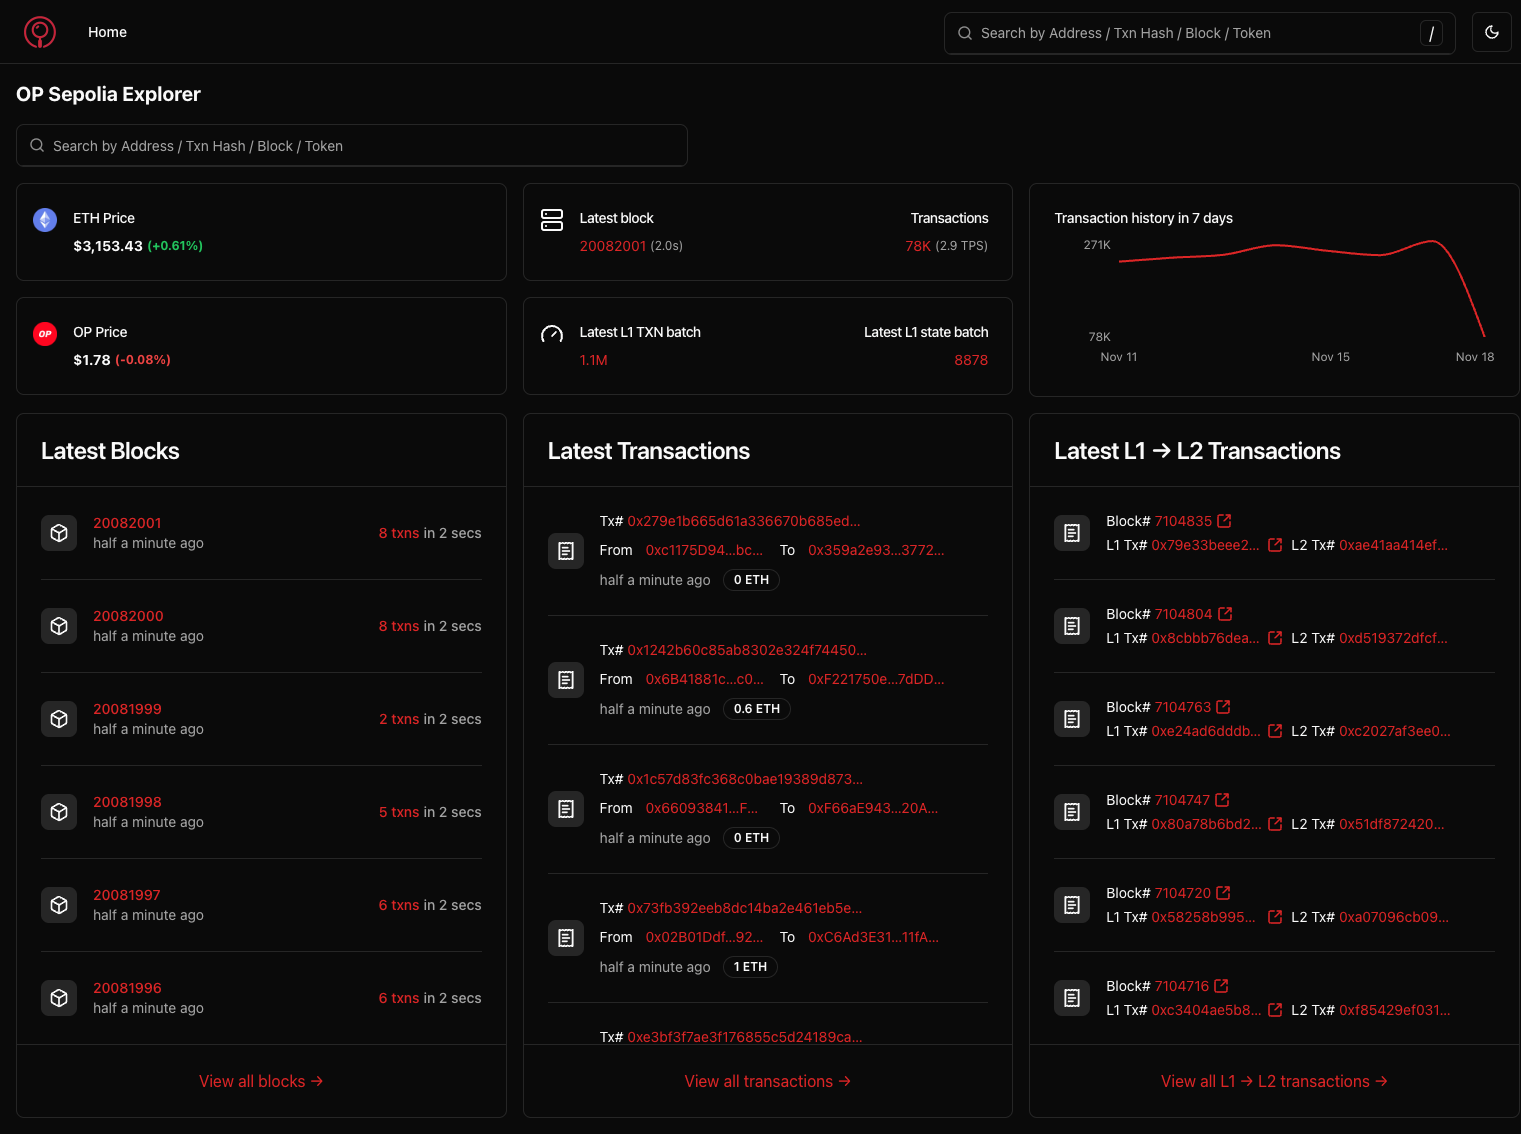 Home
Search by Address / Txn Hash / Block / Token
/
OP Sepolia Explorer
Search by Address / Txn Hash / Block / Token
ETH Price
$3,153.43 (+0.61%)
Latest block Transactions
20082001 (2.0s) 78K (2.9 TPS)
OP
OP Price
$1.78 (-0.08%)
Latest L1 TXN batch Latest L1 state batch
1.1M 8878
Transaction history in 7 days
271K
78K
Nov 11 Nov 15 Nov 18
Latest Blocks
20082001
half a minute ago
8 txns in 2 secs
20082000
half a minute ago
8 txns in 2 secs
20081999
half a minute ago
2 txns in 2 secs
20081998
half a minute ago
5 txns in 2 secs
20081997
half a minute ago
6 txns in 2 secs
20081996
half a minute ago
6 txns in 2 secs
View all blocks →
Latest Transactions
Tx# 0x279e1b665d61a336670b685ed...
From 0xc1175D94...bc... To 0x359a2e93...3772...
half a minute ago 0 ETH
Tx# 0x1242b60c85ab8302e324f74450...
From 0x6B41881c...c0... To 0xF221750e...7dDD...
half a minute ago 0.6 ETH
Tx# 0x1c57d83fc368c0bae19389d873...
From 0x66093841...F... To 0xF66aE943...20A...
half a minute ago 0 ETH
Tx# 0x73fb392eeb8dc14ba2e461eb5e...
From 0x02B01Ddf...92... To 0xC6Ad3E31...11fA...
half a minute ago 1 ETH
Tx# 0xe3bf3f7ae3f176855c5d24189ca...
View all transactions →
Latest L1 → L2 Transactions
Block# 7104835
L1 Tx# 0x79e33beee2... L2 Tx# 0xae41aa414ef...
Block# 7104804
L1 Tx# 0x8cbbb76dea... L2 Tx# 0xd519372dfcf...
Block# 7104763
L1 Tx# 0xe24ad6dddb... L2 Tx# 0xc2027af3ee0...
Block# 7104747
L1 Tx# 0x80a78b6bd2... L2 Tx# 0x51df872420...
Block# 7104720
L1 Tx# 0x58258b995... L2 Tx# 0xa07096cb09...
Block# 7104716
L1 Tx# 0xc3404ae5b8... L2 Tx# 0xf85429ef031...
View all L1 → L2 transactions →